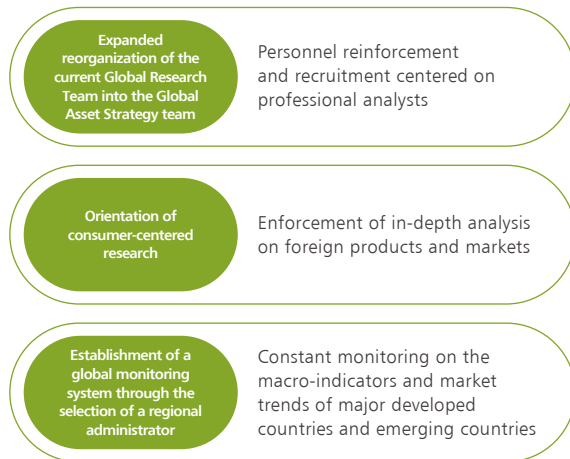 Expanded
reorganization of the
current Global Research
Team into the Global
Asset Strategy team
Personnel reinforcement
and recruitment centered on
professional analysts
Orientation of
consumer-centered
research
Enforcement of in-depth analysis
on foreign products and markets
Establishment of a
global monitoring
system through the
selection of a regional
administrator
Constant monitoring on the
macro-indicators and market
trends of major developed
countries and emerging countries